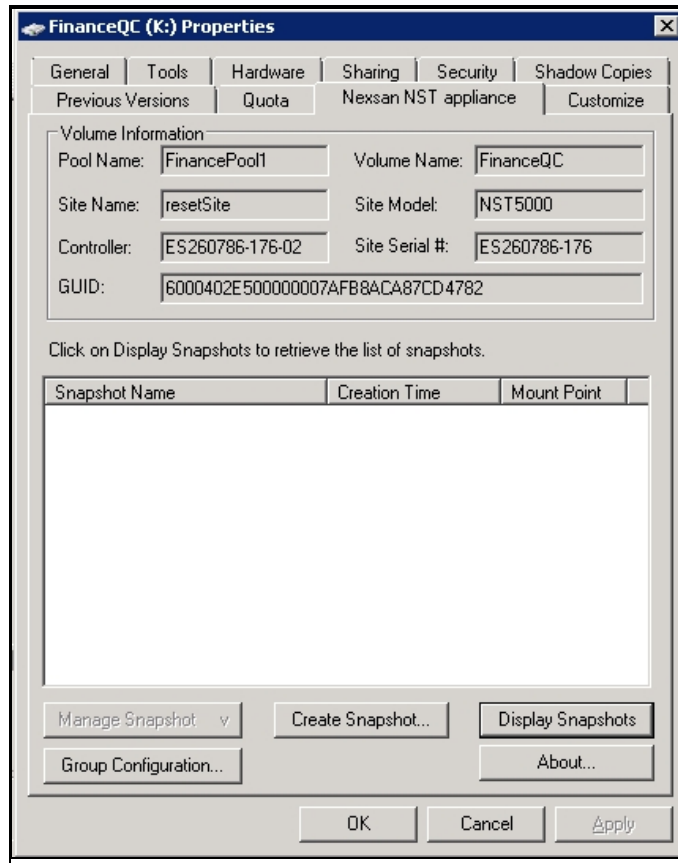 FinanceQC (K:) Properties
General Tools Hardware Sharing Security Shadow Copies
Previous Versions Quota Nexsan NST appliance Customize
Volume Information
Pool Name: FinancePool1 Volume Name: FinanceQC
Site Name: resetSite Site Model: NST5000
Controller: ES260786-176-02 Site Serial #: ES260786-176
GUID: 6000402E500000007AFB8ACA87CD4782
Click on Display Snapshots to retrieve the list of snapshots.
Snapshot Name Creation Time Mount Point
Manage Snapshot v Create Snapshot... Display Snapshots
Group Configuration... About...
OK Cancel Apply